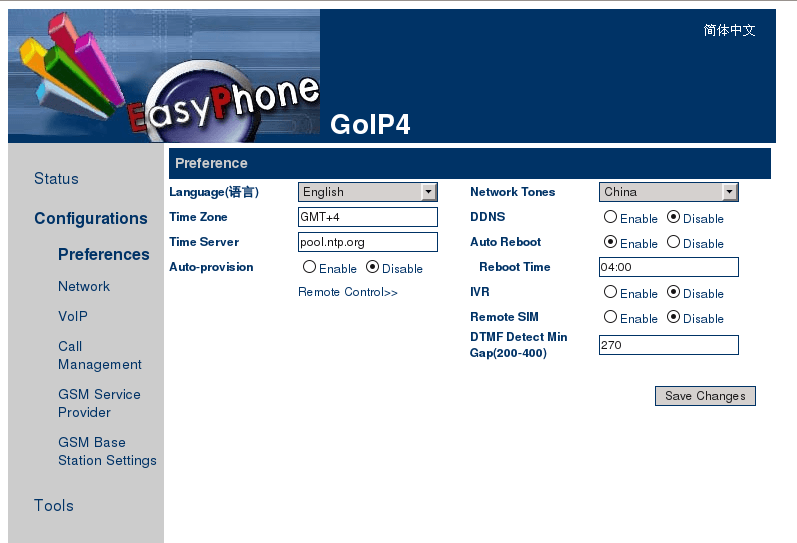 简体中文
EasyPhone
GoIP4
Status
Configurations
Preferences
Network
VoIP
Call
Management
GSM Service
Provider
GSM Base
Station Settings
Tools
Preference
Language(语言) English
Time Zone GMT+4
Time Server pool.ntp.org
Auto-provision Enable Disable
Remote Control>>
Network Tones China
DDNS Enable Disable
Auto Reboot Enable Disable
Reboot Time 04:00
IVR Enable Disable
Remote SIM Enable Disable
DTMF Detect Min
Gap(200-400) 270
Save Changes